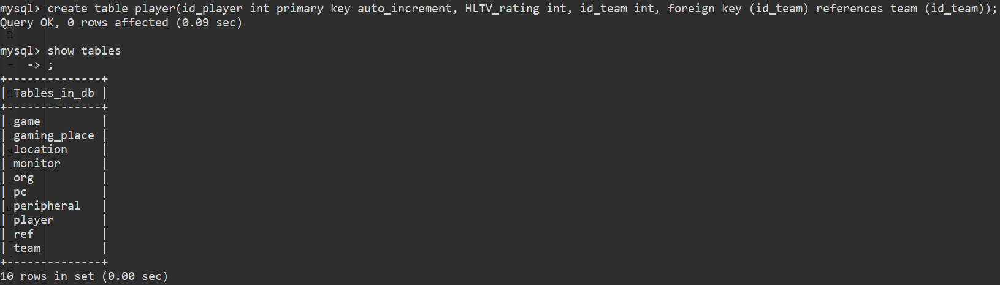 mysql> create table player(id_player int primary key auto_increment, HLTV_rating int, id_team int, foreign key (id_team) references team (id_team));
Query OK, 0 rows affected (0.09 sec)
mysql> show tables
    -> ;
+--------------+
| Tables_in_db |
+--------------+
| game         |
| gaming_place |
| location     |
| monitor      |
| org          |
| pc           |
| peripheral   |
| player       |
| ref          |
| team         |
+--------------+
10 rows in set (0.00 sec)